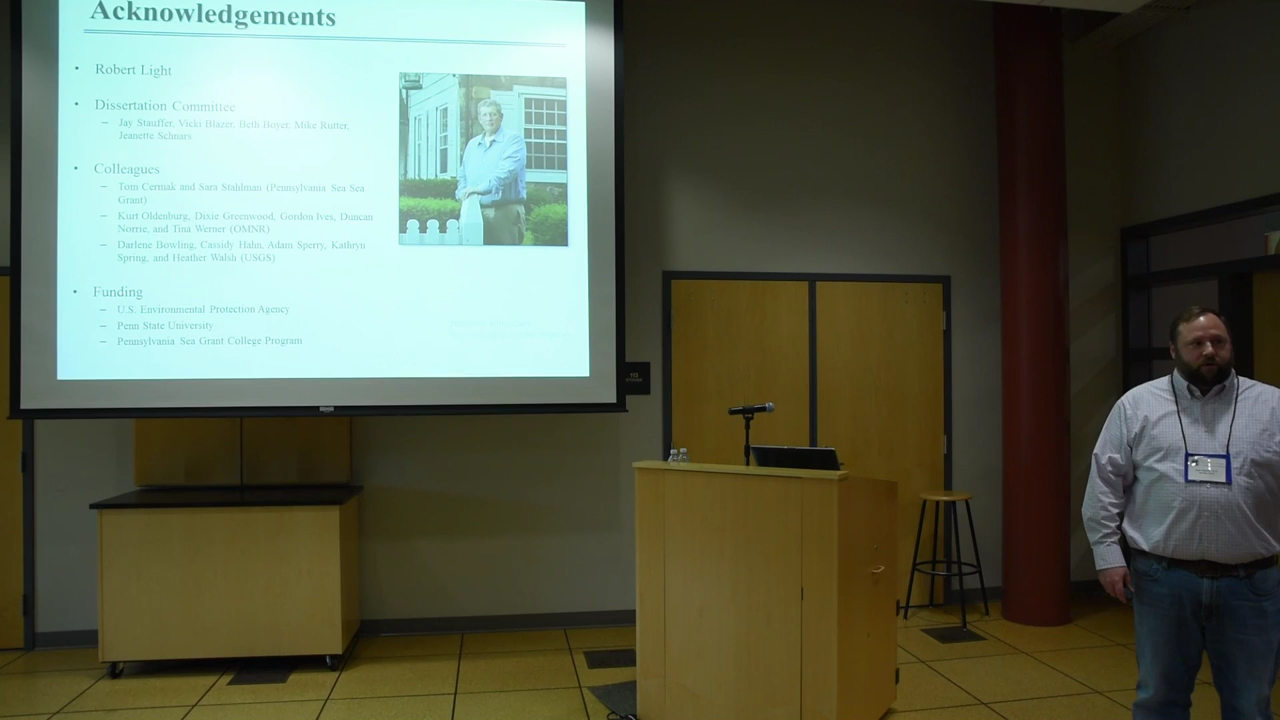 Acknowledgements
• Robert Light
• Dissertation Committee
– Jay Stauffer, Vicki Blazer, Beth Boyer, Mike Rutter,
Jeanette Schnars
• Colleagues
– Tom Cermak and Sara Stahlman (Pennsylvania Sea Sea
Grant)
– Kurt Oldenburg, Dixie Greenwood, Gordon Ives, Duncan
Norrie, and Tina Werner (OMNR)
– Darlene Bowling, Cassidy Hahn, Adam Sperry, Kathryn
Spring, and Heather Walsh (USGS)
• Funding
– U.S. Environmental Protection Agency
– Penn State University
– Pennsylvania Sea Grant College Program
115